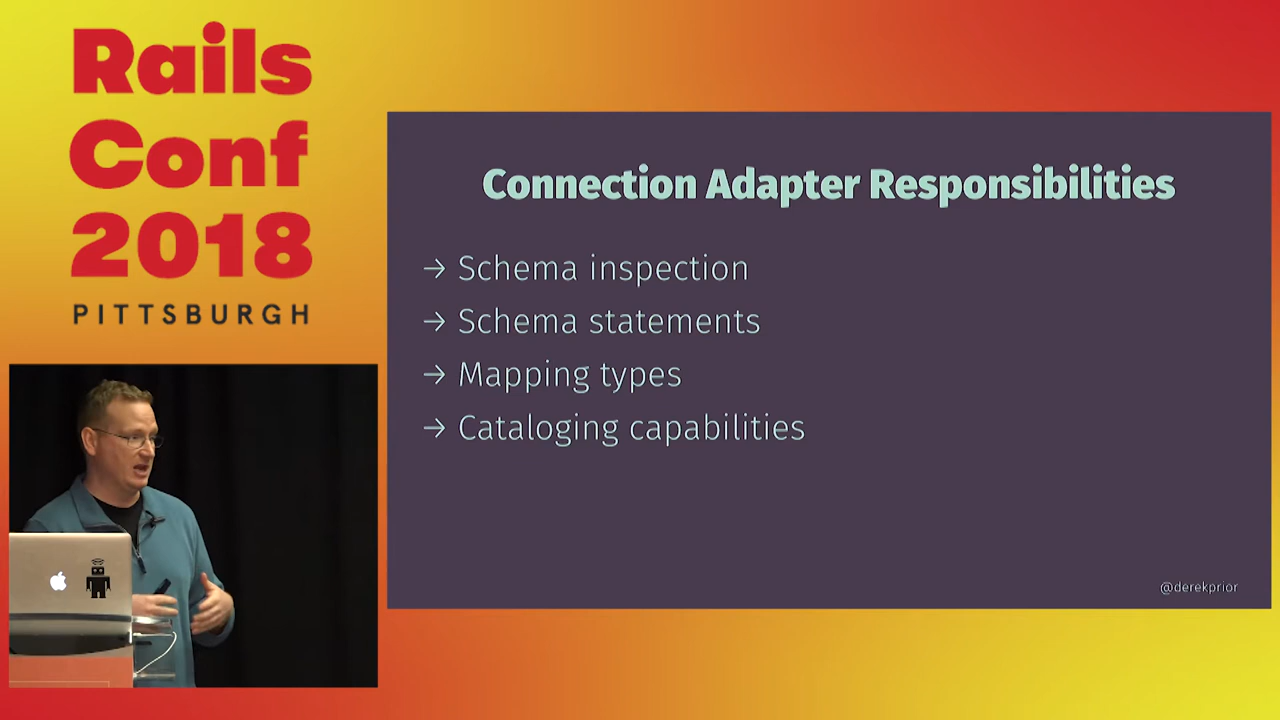 Rails
Conf
2018
PITTSBURGH
Connection Adapter Responsibilities
→ Schema inspection
→ Schema statements
→ Mapping types
→ Cataloging capabilities
@derekprior